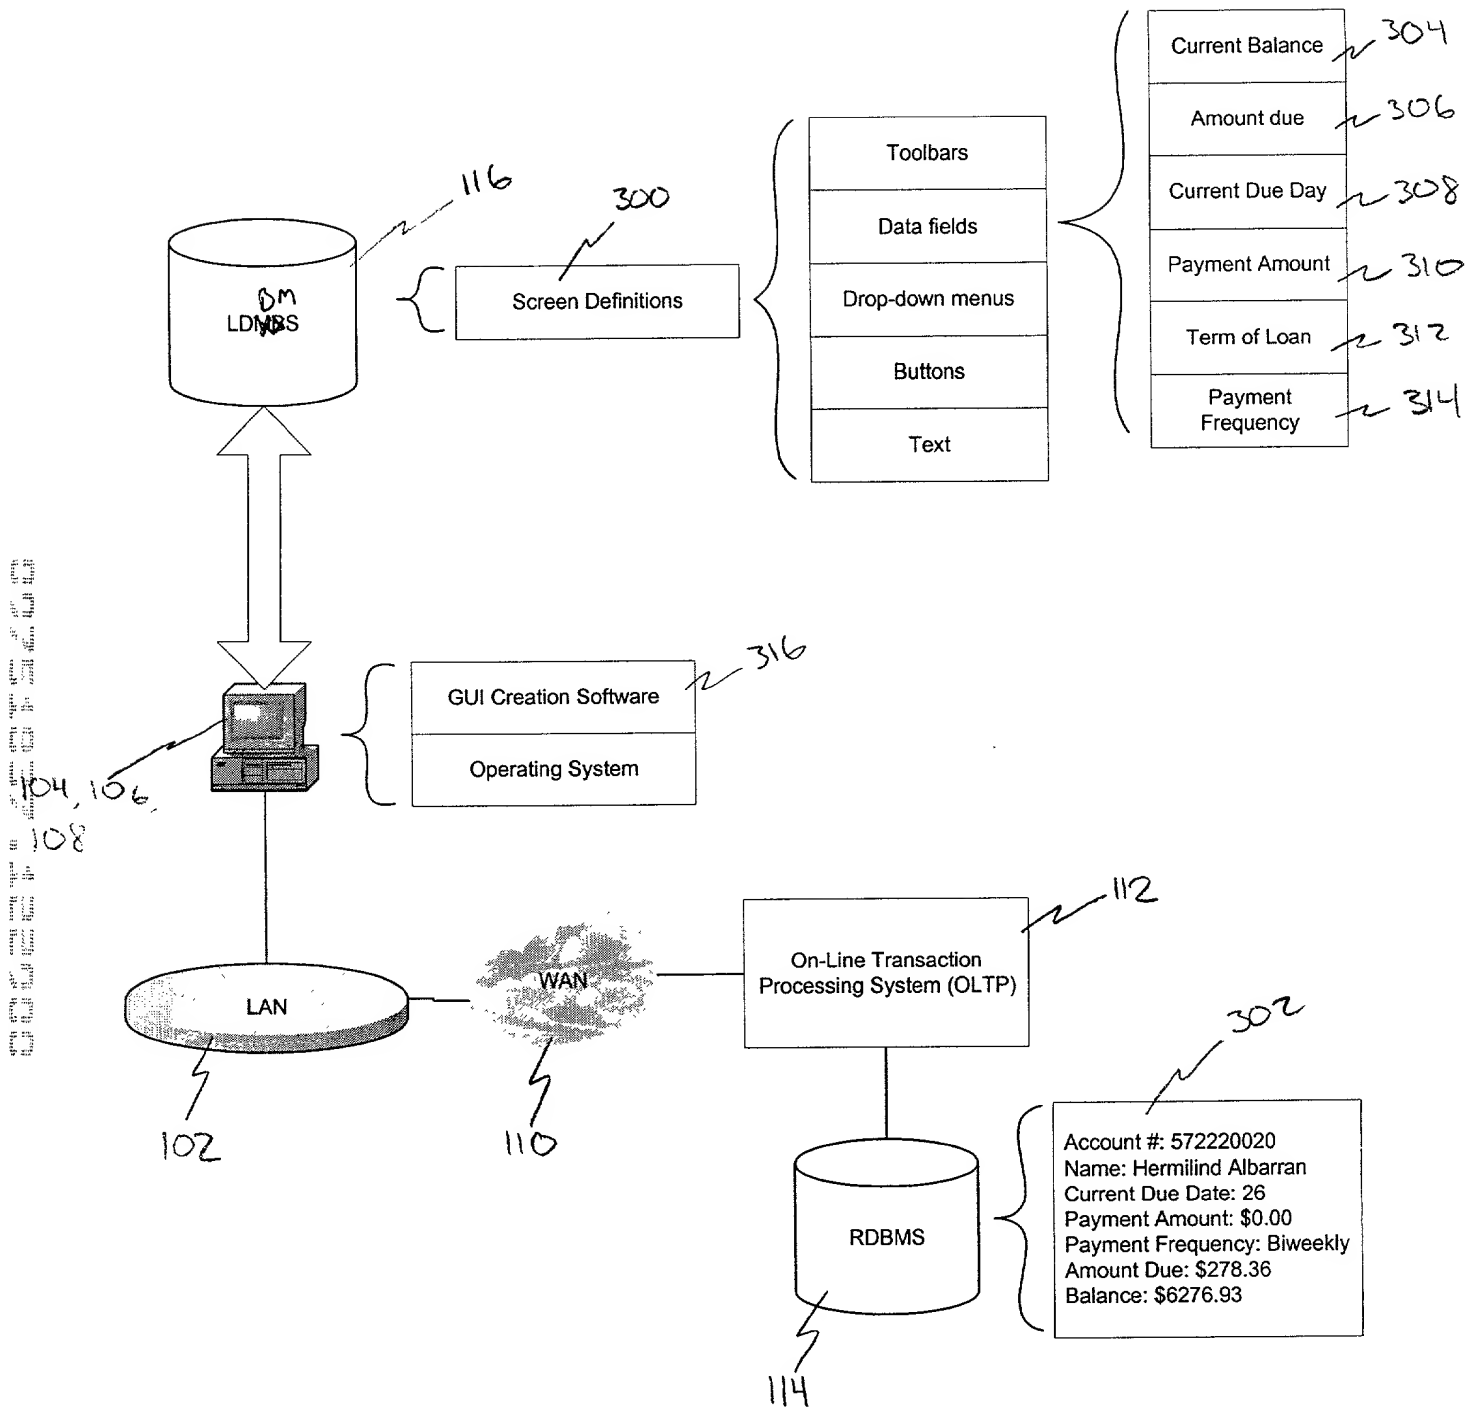 Current Balance
304
Amount due
306
Current Due Day
308
Payment Amount
310
Term of Loan
312
Payment
Frequency
314
Toolbars
Data fields
Drop-down menus
Buttons
Text
116
300
Screen Definitions
BM
316
GUI Creation Software
Operating System
104, 106,
108
LAN
102
WAN
110
112
On-Line Transaction
Processing System (OLTP)
302
RDBMS
114
Account #: 572220020
Name: Hermilind Albarran
Current Due Date: 26
Payment Amount: $0.00
Payment Frequency: Biweekly
Amount Due: $278.36
Balance: $6276.93